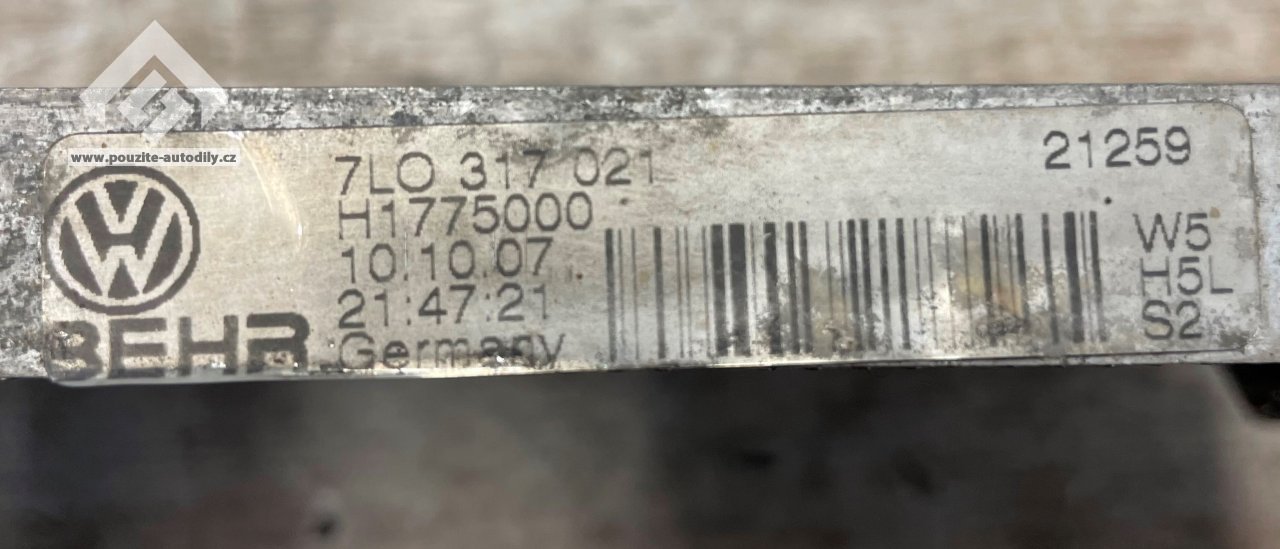 www.pouzite-autodily.cz
7L0 317 021
21259
H1775000
10.10.07
21:47:21
Germany
BEHR
W5
H5L
S2